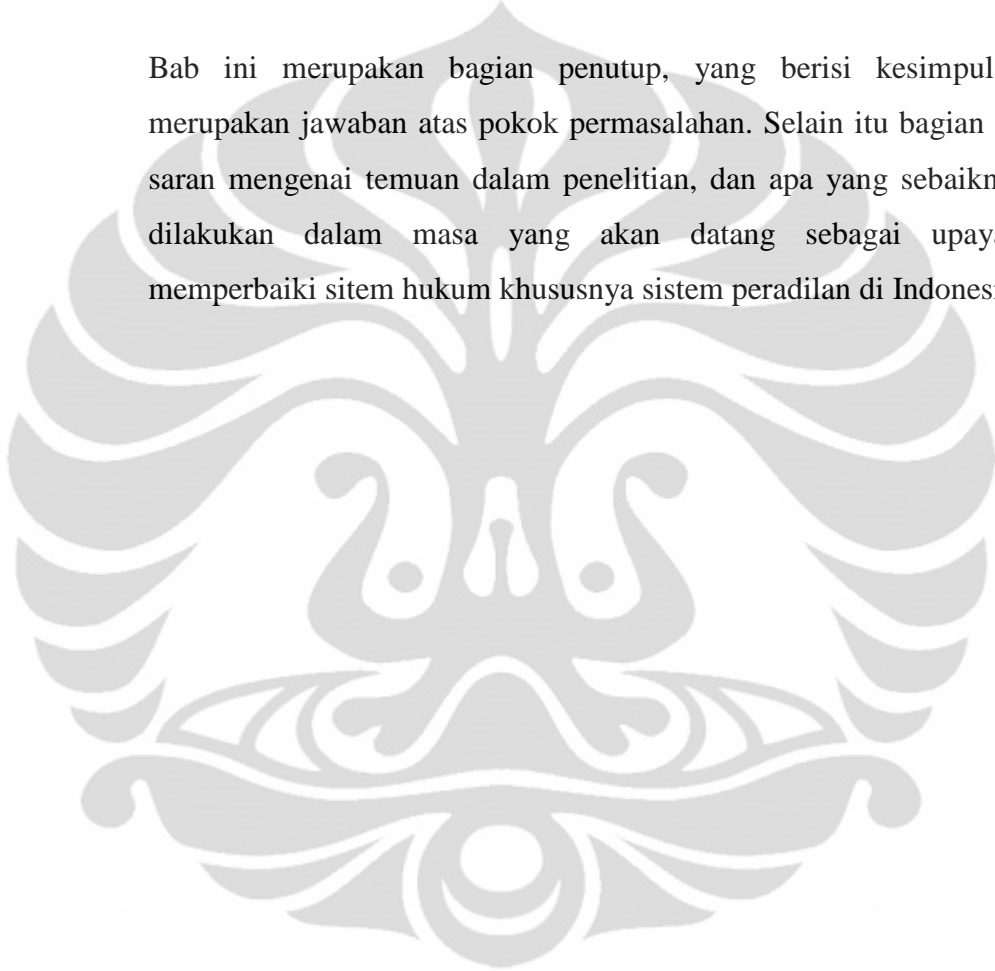 Bab ini merupakan bagian penutup, yang berisi kesimpul
merupakan jawaban atas pokok permasalahan. Selain itu bagian
saran mengenai temuan dalam penelitian, dan apa yang sebaikn
dilakukan dalam masa yang akan datang sebagai upaya
memperbaiki sitem hukum khususnya sistem peradilan di Indonesi